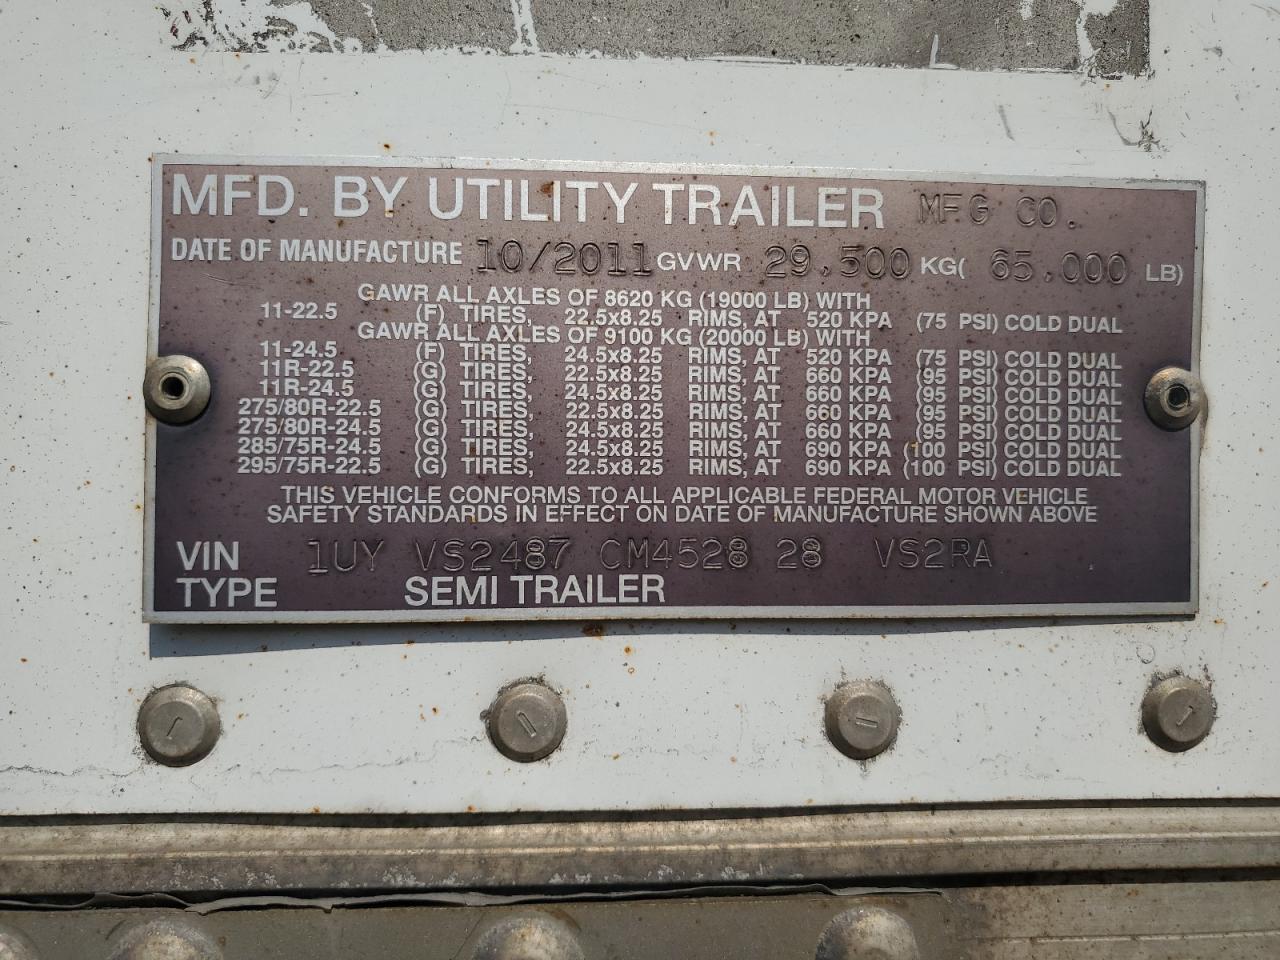 MFD. BY UTILITY TRAILER MFG CO.
DATE OF MANUFACTURE 10/2011 GVWR 29,500 KG( 65,000 LB)
GAWR ALL AXLES OF 8620 KG (19000 LB) WITH
11-22.5 (F) TIRES, 22.5x8.25 RIMS, AT 520 KPA (75 PSI) COLD DUAL
GAWR ALL AXLES OF 9100 KG (20000 LB) WITH
11-24.5 (F) TIRES, 24.5x8.25 RIMS, AT 520 KPA (75 PSI) COLD DUAL
11R-22.5 (G) TIRES, 22.5x8.25 RIMS, AT 660 KPA (95 PSI) COLD DUAL
11R-24.5 (G) TIRES, 24.5x8.25 RIMS, AT 660 KPA (95 PSI) COLD DUAL
275/80R-22.5 (G) TIRES, 22.5x8.25 RIMS, AT 660 KPA (95 PSI) COLD DUAL
275/80R-24.5 (G) TIRES, 24.5x8.25 RIMS, AT 660 KPA (95 PSI) COLD DUAL
285/75R-24.5 (G) TIRES, 24.5x8.25 RIMS, AT 690 KPA (100 PSI) COLD DUAL
295/75R-22.5 (G) TIRES, 22.5x8.25 RIMS, AT 690 KPA (100 PSI) COLD DUAL
THIS VEHICLE CONFORMS TO ALL APPLICABLE FEDERAL MOTOR VEHICLE
SAFETY STANDARDS IN EFFECT ON DATE OF MANUFACTURE SHOWN ABOVE
VIN 1UY VS2487 CM4528 28 VS2RA
TYPE SEMI TRAILER